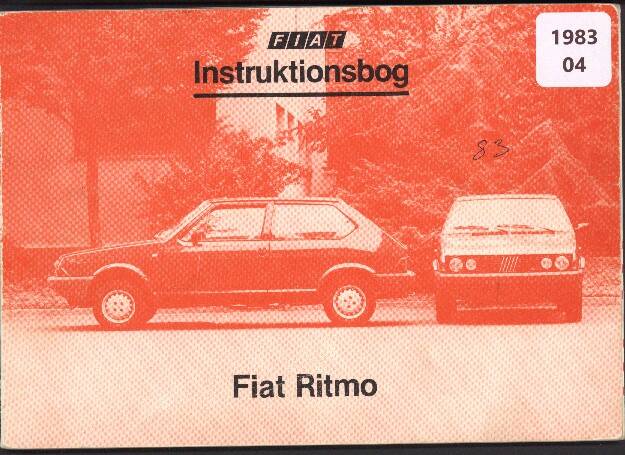 FIAT
Instruktionsbog
1983
04
83
Fiat Ritmo